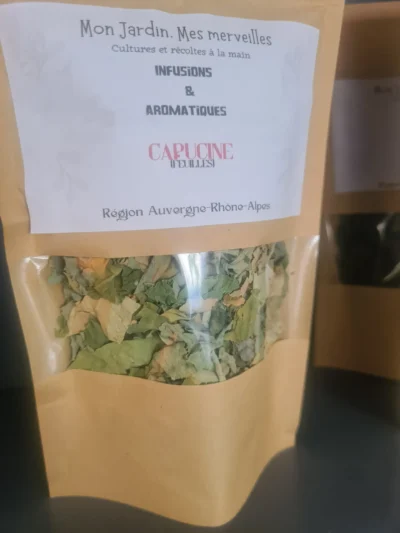 Mon Jardin. Mes merveilles
Cultures et récoltes à la main.
INFUSIONS
&
AROMATIQUES
CAPUCINE
(FEUILLES)
Région Auvergne-Rhône-Alpes